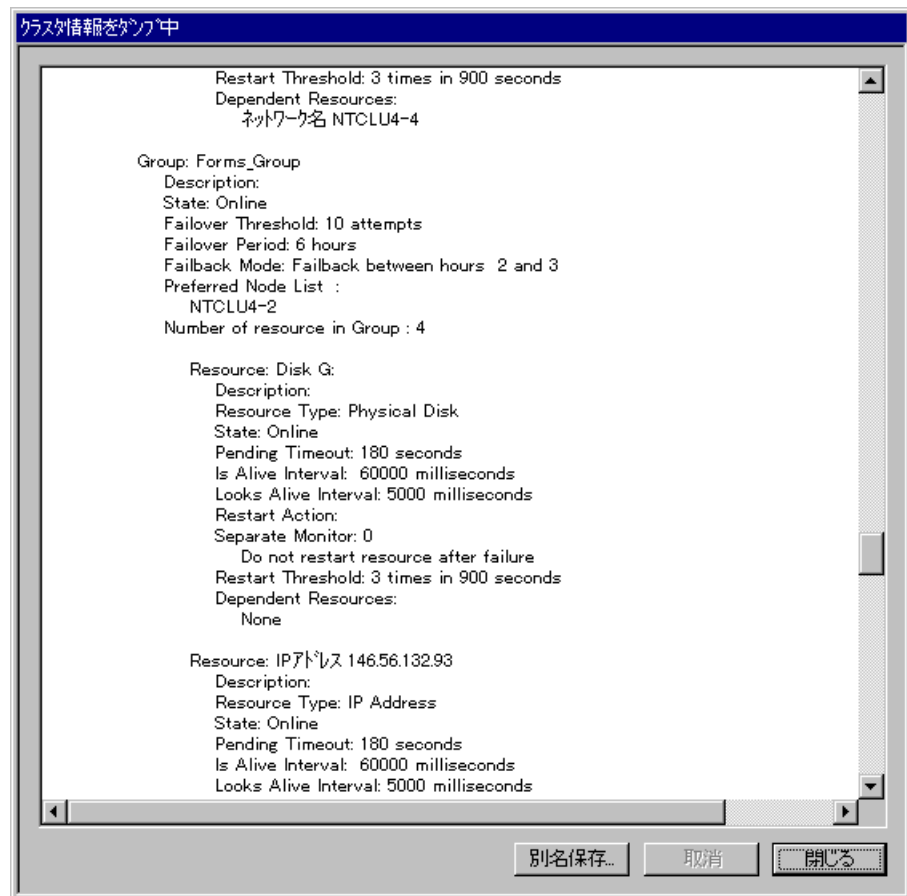 クラスタ情報をダンプ中
Restart Threshold: 3 times in 900 seconds
Dependent Resources:
ネットワーク名 NTCLU4-4
Group: Forms_Group
Description:
State: Online
Failover Threshold: 10 attempts
Failover Period: 6 hours
Failback Mode: Failback between hours  2 and 3
Preferred Node List  :
NTCLU4-2
Number of resource in Group : 4
Resource: Disk G:
Description:
Resource Type: Physical Disk
State: Online
Pending Timeout: 180 seconds
Is Alive Interval:  60000 milliseconds
Looks Alive Interval: 5000 milliseconds
Restart Action:
Separate Monitor: 0
Do not restart resource after failure
Restart Threshold: 3 times in 900 seconds
Dependent Resources:
None
Resource: IPアドレス 146.56.132.93
Description:
Resource Type: IP Address
State: Online
Pending Timeout: 180 seconds
Is Alive Interval:  60000 milliseconds
Looks Alive Interval: 5000 milliseconds
別名保存...
取消
閉じる